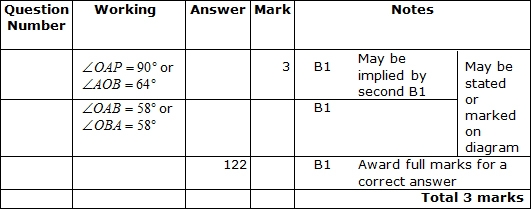 Question Number Working Answer Mark Notes
∠OAP = 90° or 3 B1 May be May be
∠AOB = 64° implied by stated
second B1 or
∠OAB = 58° or B1 marked
∠OBA = 58° on
diagram
122 B1 Award full marks for a
correct answer
Total 3 marks